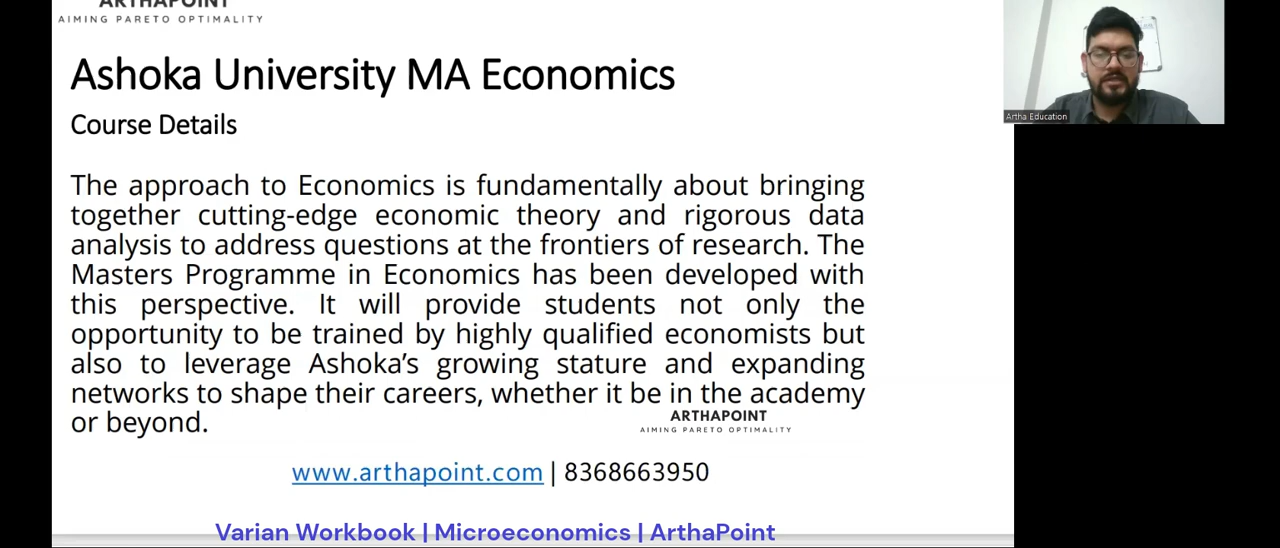 ARTHAPOINT
AIMING PARETO OPTIMALITY
Ashoka University MA Economics
Course Details
The approach to Economics is fundamentally about bringing
together cutting-edge economic theory and rigorous data
analysis to address questions at the frontiers of research. The
Masters Programme in Economics has been developed with
this perspective. It will provide students not only the
opportunity to be trained by highly qualified economists but
also to leverage Ashoka’s growing stature and expanding
networks to shape their careers, whether it be in the academy
or beyond.
ARTHAPOINT
AIMING PARETO OPTIMALITY
www.arthapoint.com | 8368663950
Varian Workbook | Microeconomics | ArthaPoint
Artha Education